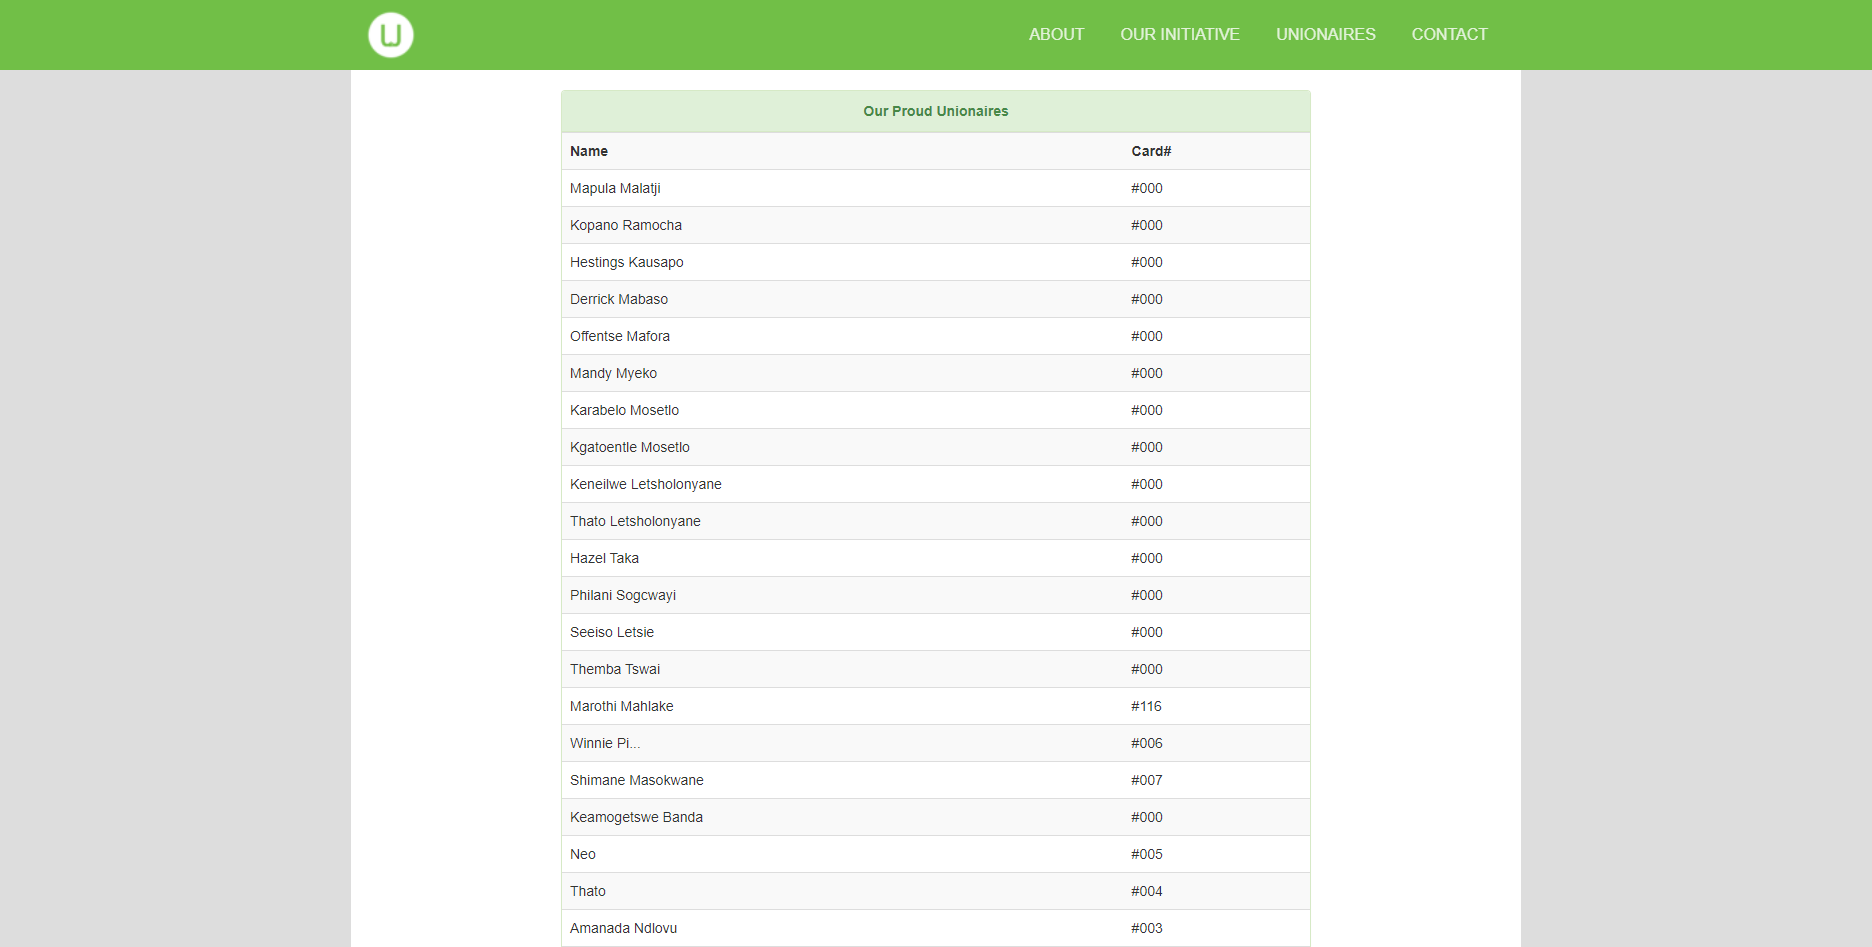 U ABOUT OUR INITIATIVE UNIONAIRES CONTACT
Our Proud Unionaires
Name Card#
Mapula Malatji #000
Kopano Ramocha #000
Hestings Kausapo #000
Derrick Mabaso #000
Offentse Mafora #000
Mandy Myeko #000
Karabelo Mosetlo #000
Kgatoentle Mosetlo #000
Keneilwe Letsholonyane #000
Thato Letsholonyane #000
Hazel Taka #000
Philani Sogcwayi #000
Seeiso Letsie #000
Themba Tswai #000
Marothi Mahlake #116
Winnie Pi... #006
Shimane Masokwane #007
Keamogetswe Banda #000
Neo #005
Thato #004
Amanada Ndlovu #003